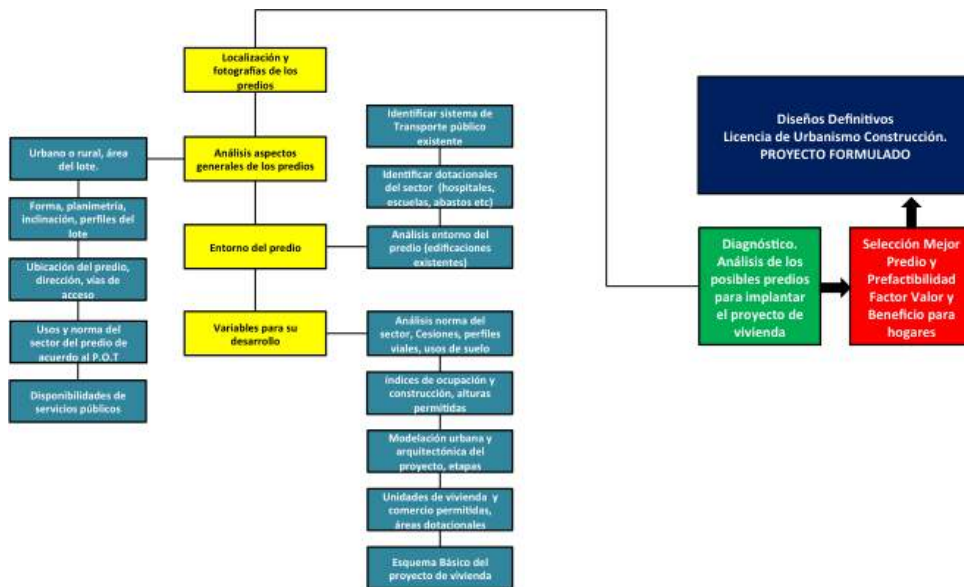 Localización y
fotografías de los
predios
Análisis aspectos
generales de los predios
Entorno del predio
Variables para su
desarrollo
Urbano o rural, área
del lote.
Forma, planimetría,
inclinación, perfiles del
lote
Ubicación del predio,
dirección, vías de
acceso
Usos y norma del
sector del predio de
acuerdo al P.O.T
Disponibilidades de
servicios públicos
Identificar sistema de
Transporte público
existente
Identificar dotacionales
del sector (hospitales,
escuelas, abastos etc)
Análisis entorno del
predio (edificaciones
existentes)
Análisis norma del
sector, Cesiones, perfiles
viales, usos de suelo
índices de ocupación y
construcción, alturas
permitidas
Modelación urbana y
arquitectónica del
proyecto, etapas
Unidades de vivienda y
comercio permitidas,
áreas dotacionales
Esquema Básico del
proyecto de vivienda
Diagnóstico.
Análisis de los
posibles predios
para implantar
el proyecto de
vivienda
Selección Mejor
Predio y
Prefactibilidad
Factor Valor y
Beneficio para
hogares
Diseños Definitivos
Licencia de Urbanismo Construcción.
PROYECTO FORMULADO